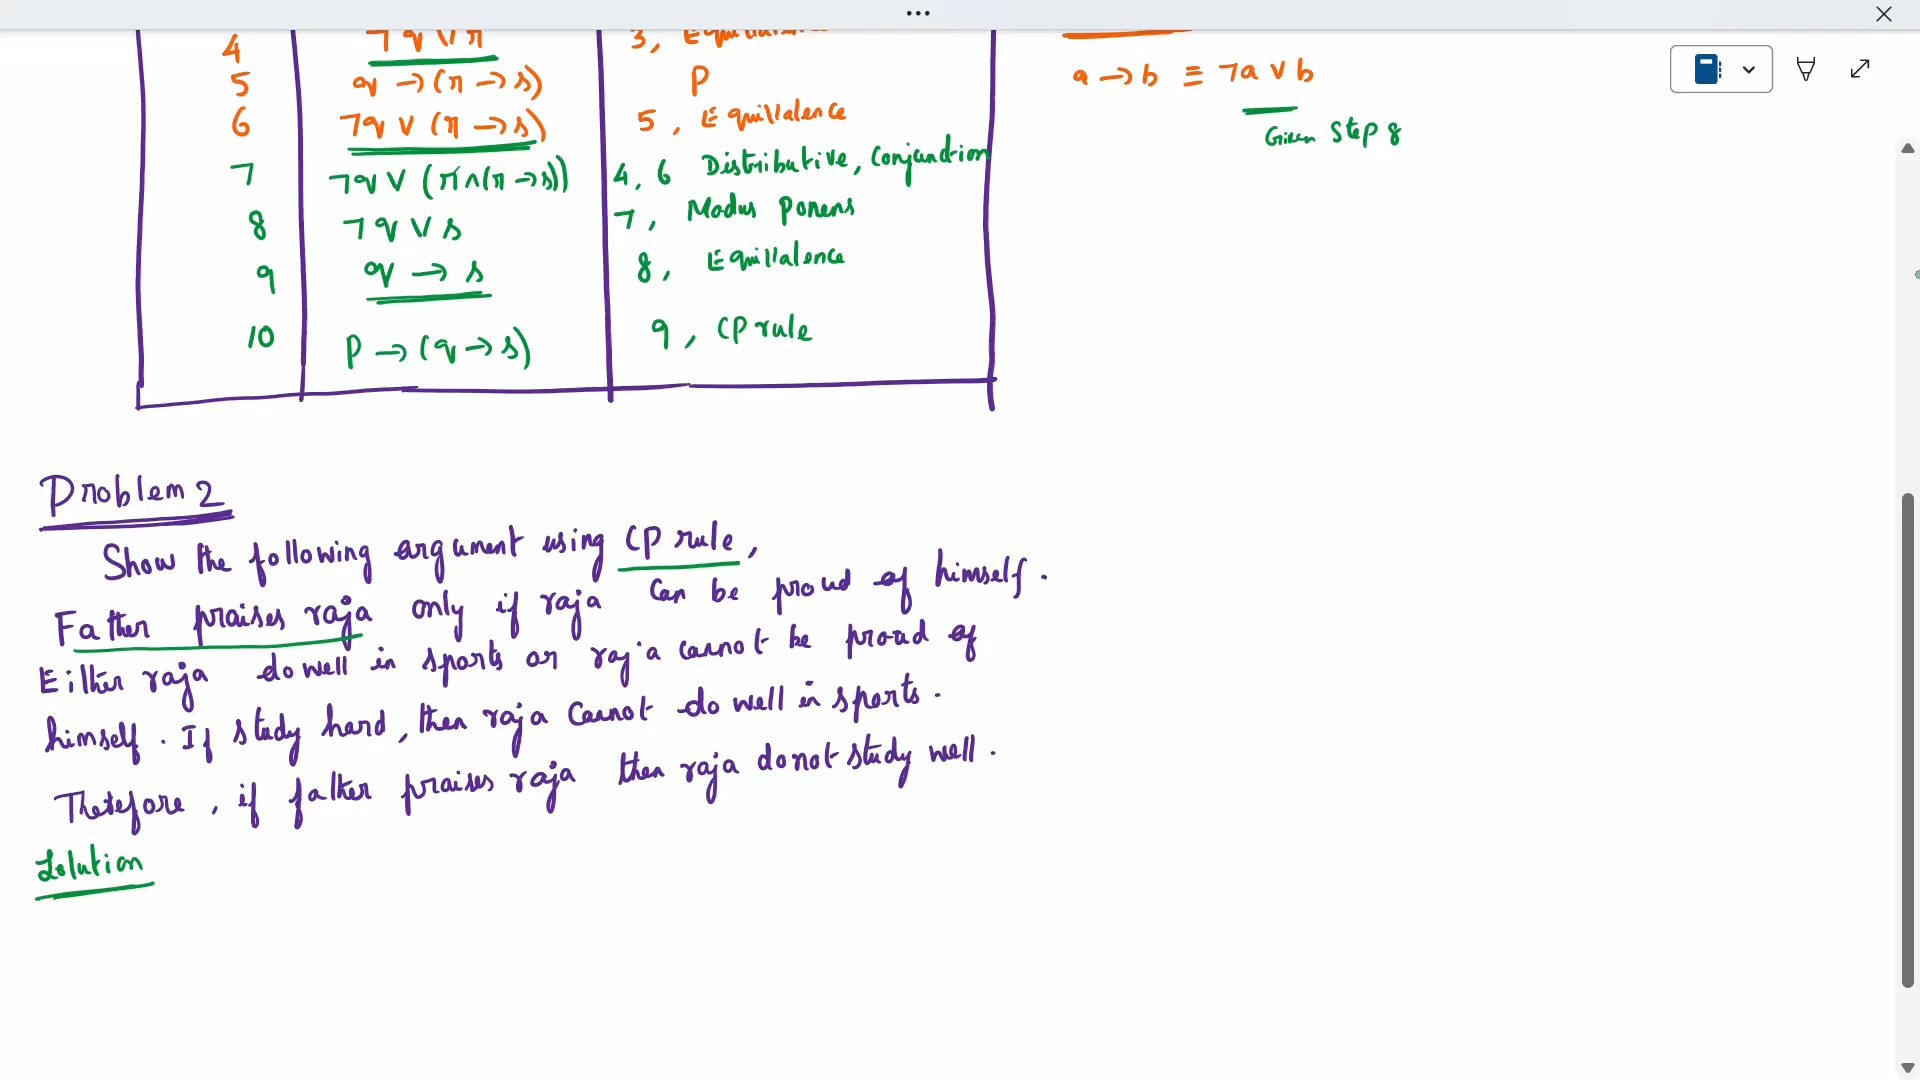 4 ¬q ∨ r 3, Equivalence
5 q → (r → s) P
6 ¬q ∨ (r → s) 5, Equivalence
7 ¬q ∨ (r ∧ (r → s)) 4, 6 Distributive, Conjunction
8 ¬q ∨ s 7, Modus Ponens
9 q → s 8, Equivalence
10 P → (q → s) 9, CP rule
a → b ≡ ¬a ∨ b
Given Step 8
Problem 2
Show the following argument using CP rule,
Father praises raja only if raja can be proud of himself.
Either raja do well in sports or raja cannot be proud of
himself. If study hard, then raja cannot do well in sports.
Therefore, if father praises raja then raja donot study well.
Solution